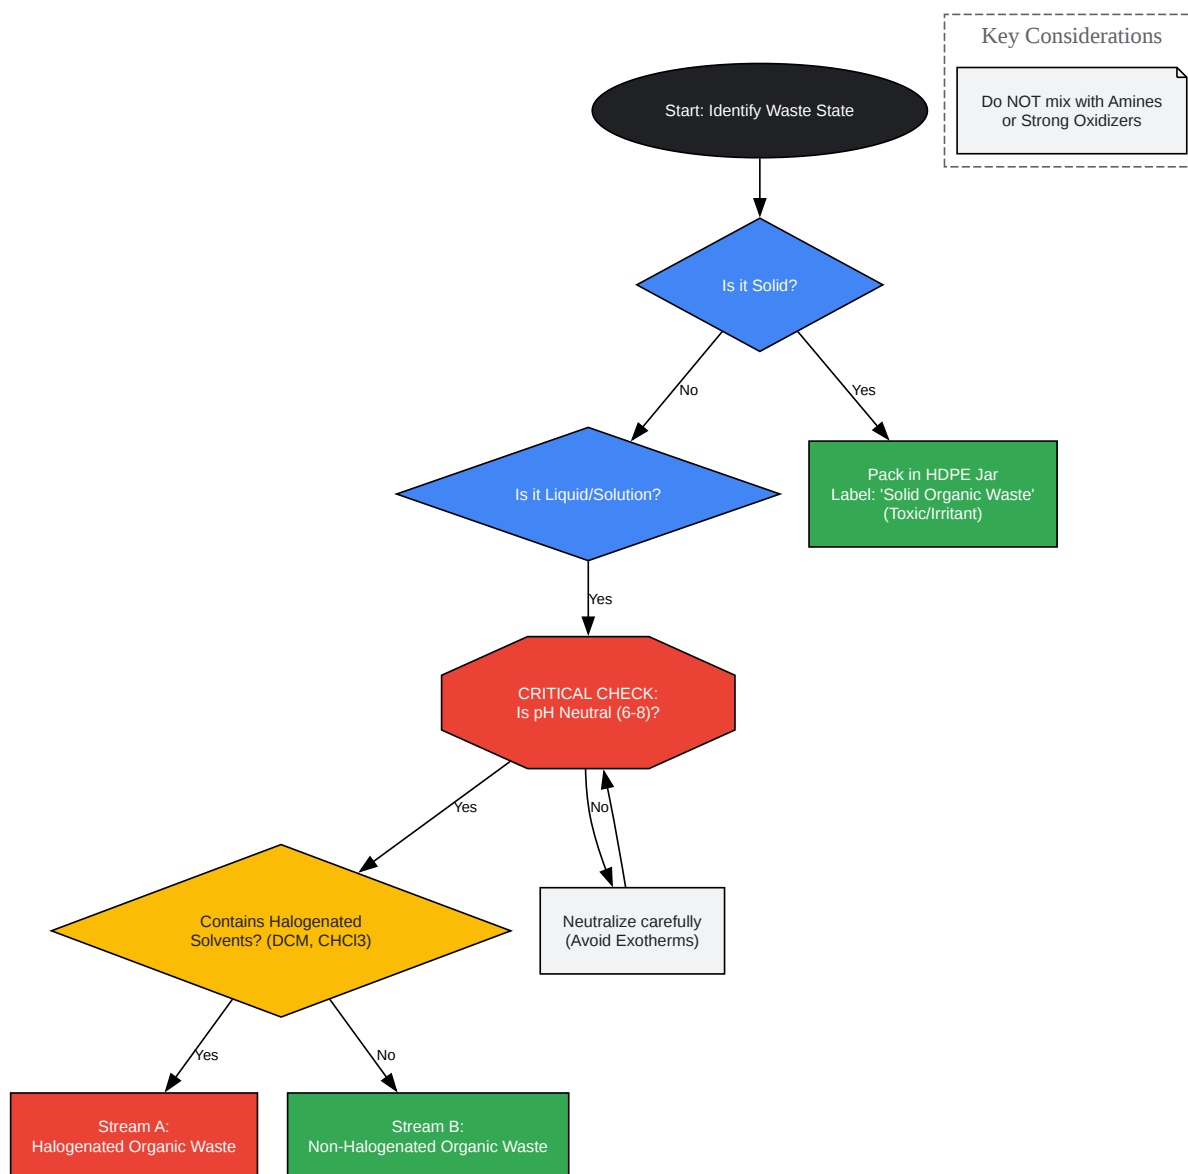 Key Considerations
Do NOT mix with Amines
or Strong Oxidizers
Start: Identify Waste State
Is it Solid?
No
Yes
Is it Liquid/Solution?
Pack in HDPE Jar
Label: 'Solid Organic Waste'
(Toxic/Irritant)
Yes
CRITICAL CHECK:
Is pH Neutral (6-8)?
Yes
No
Contains Halogenated
Solvents? (DCM, CHCl3)
Neutralize carefully
(Avoid Exotherms)
Yes
No
Stream A:
Halogenated Organic Waste
Stream B:
Non-Halogenated Organic Waste